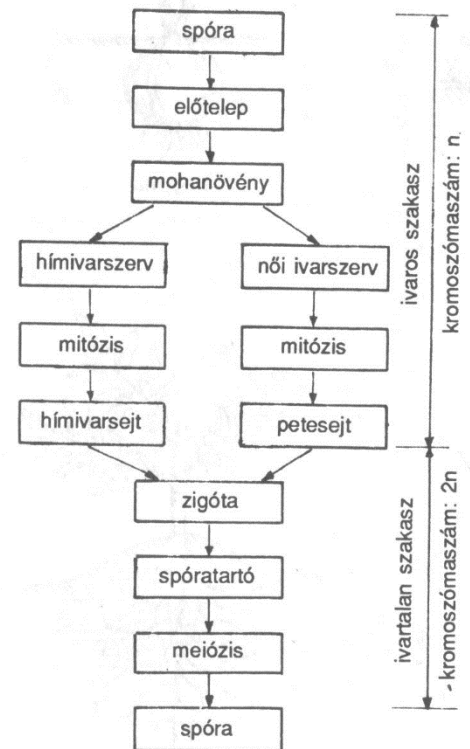 spóra
előtelep
mohanövény
hímivarszerv
női ivarszerv
mitózis
mitózis
hímivarsejt
petesejt
zigóta
spóratartó
meiózis
spóra
ivaros szakasz
kromoszómaszám: n
ivartalan szakasz
kromoszómaszám: 2n